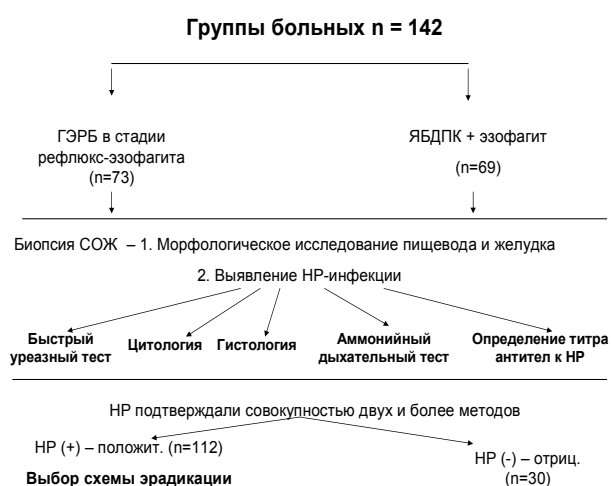 Группы больных n = 142
ГЭРБ в стадии
рефлюкс-эзофагита
(n=73)
ЯБДПК + эзофагит
(n=69)
Биопсия СОЖ – 1. Морфологическое исследование пищевода и желудка
2. Выявление НР-инфекции
Быстрый
уреазный тест
Цитология
Гистология
Аммонийный
дыхательный тест
Определение титра
антител к НР
НР подтверждали совокупностью двух и более методов
НР (+) – положит. (n=112)
Выбор схемы эрадикации
НР (-) – отриц.
(n=30)